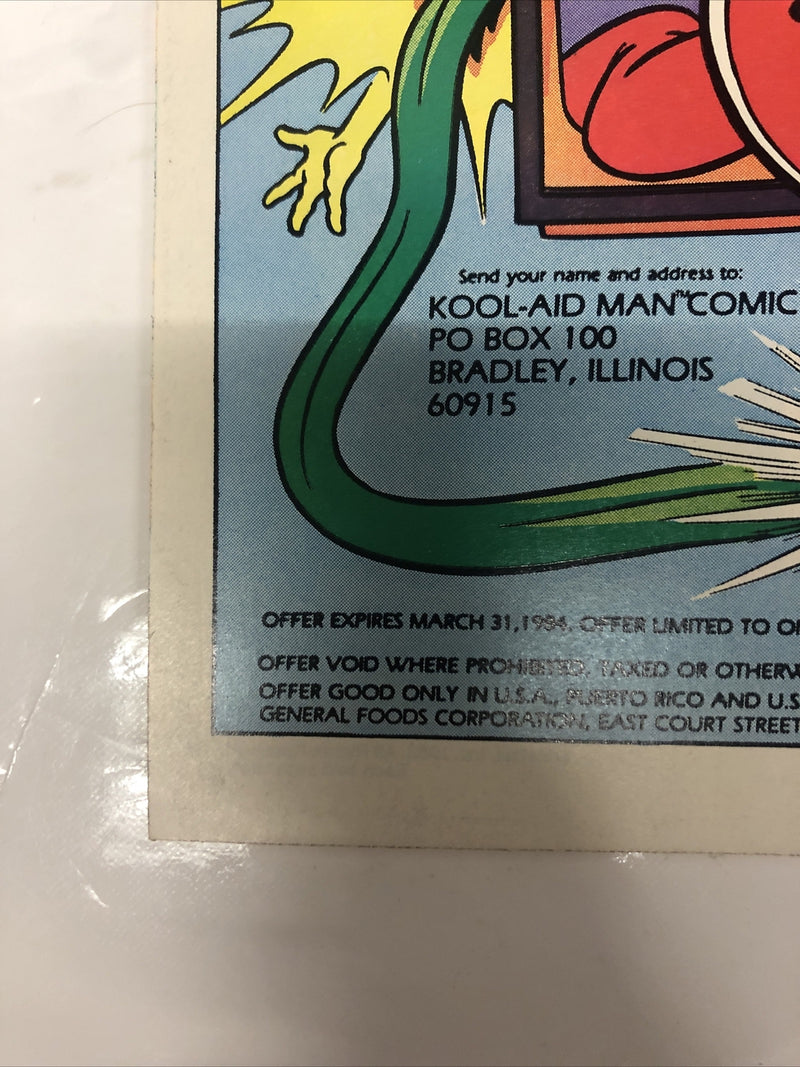 Send your name and address to:
KOOL-AID MAN™COMIC
PO BOX 100
BRADLEY, ILLINOIS
60915
OFFER EXPIRES MARCH 31,1984. OFFER LIMITED TO
OFFER VOID WHERE PROHIBITED, TAXED OR OTHERW
OFFER GOOD ONLY IN U.S.A., PUERTO RICO AND U.S.
GENERAL FOODS CORPORATION, EAST COURT STREET